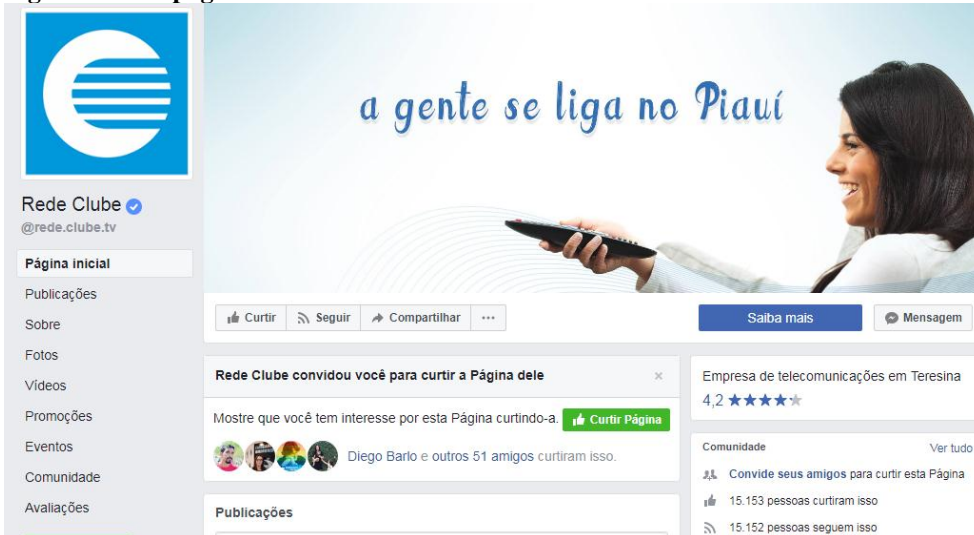 a gente se liga no Piauí
Rede Clube
@rede.clube.tv
Página inicial
Publicações
Sobre
Fotos
Vídeos
Promoções
Eventos
Comunidade
Avaliações
Curtir
Seguir
Compartilhar
Saiba mais
Mensagem
Rede Clube convidou você para curtir a Página dele
Mostre que você tem interesse por esta Página curtindo-a.
Curtir Página
Diego Barlo e outros 51 amigos curtiram isso.
Publicações
Empresa de telecomunicações em Teresina
4,2
Comunidade
Ver tudo
Convide seus amigos para curtir esta Página
15.153 pessoas curtiram isso
15.152 pessoas seguem isso